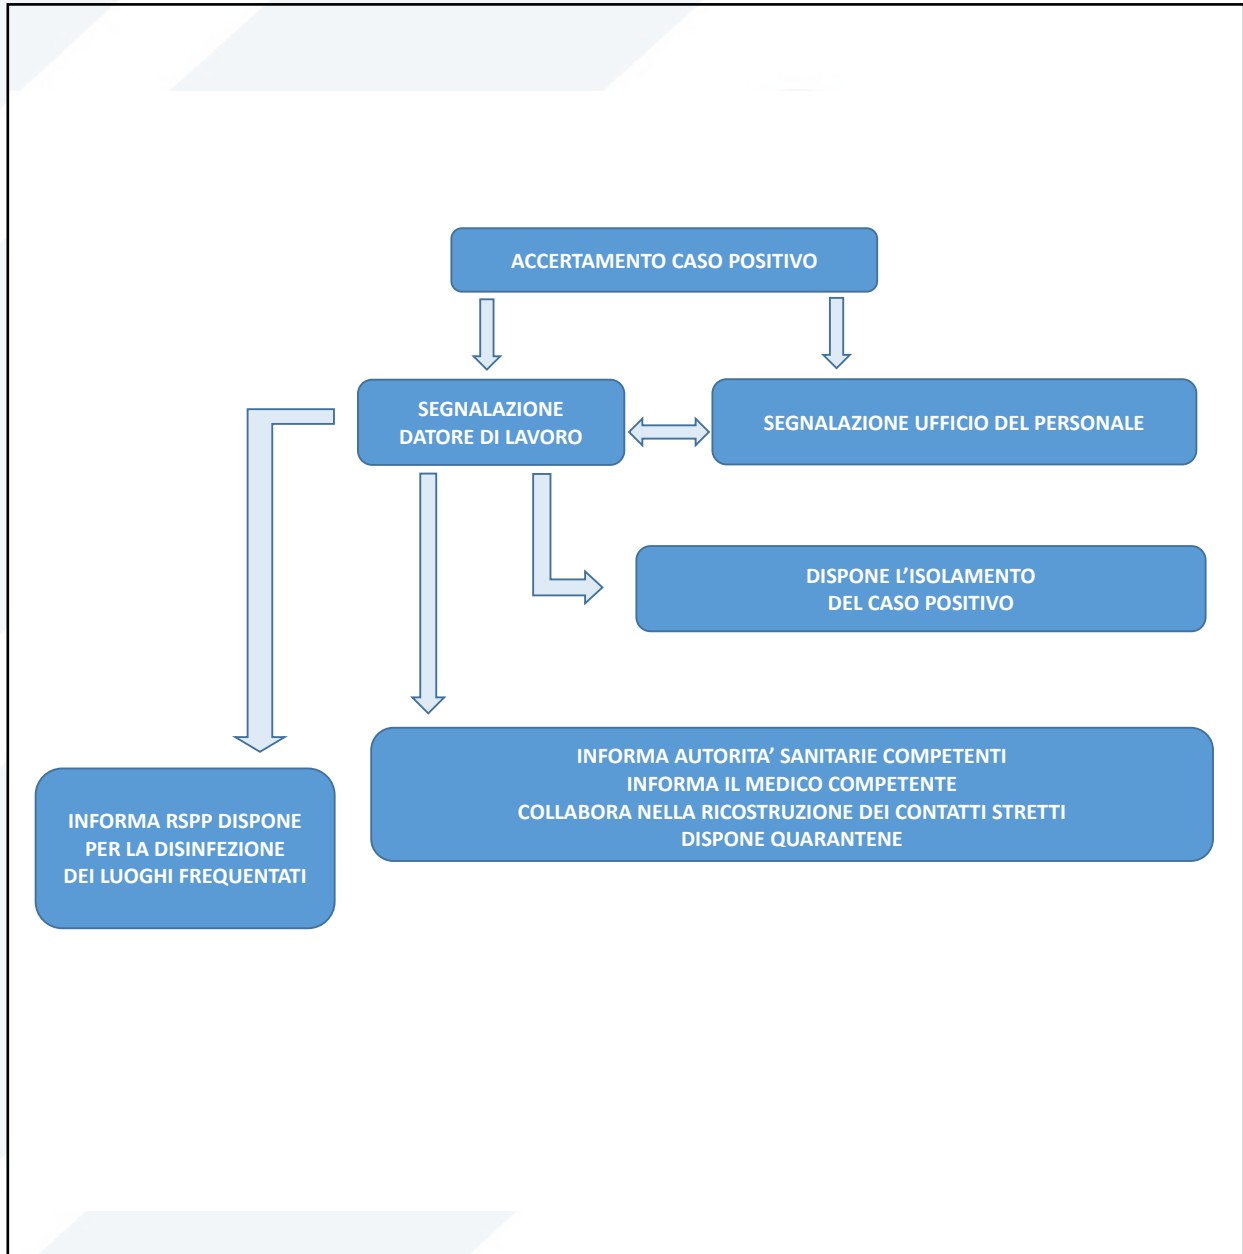 ACCERTAMENTO CASO POSITIVO
SEGNALAZIONE
DATORE DI LAVORO
SEGNALAZIONE UFFICIO DEL PERSONALE
DISPONE L’ISOLAMENTO
DEL CASO POSITIVO
INFORMA AUTORITA’ SANITARIE COMPETENTI
INFORMA IL MEDICO COMPETENTE
COLLABORA NELLA RICOSTRUZIONE DEI CONTATTI STRETTI
DISPONE QUARANTENE
INFORMA RSPP DISPONE
PER LA DISINFEZIONE
DEI LUOGHI FREQUENTATI